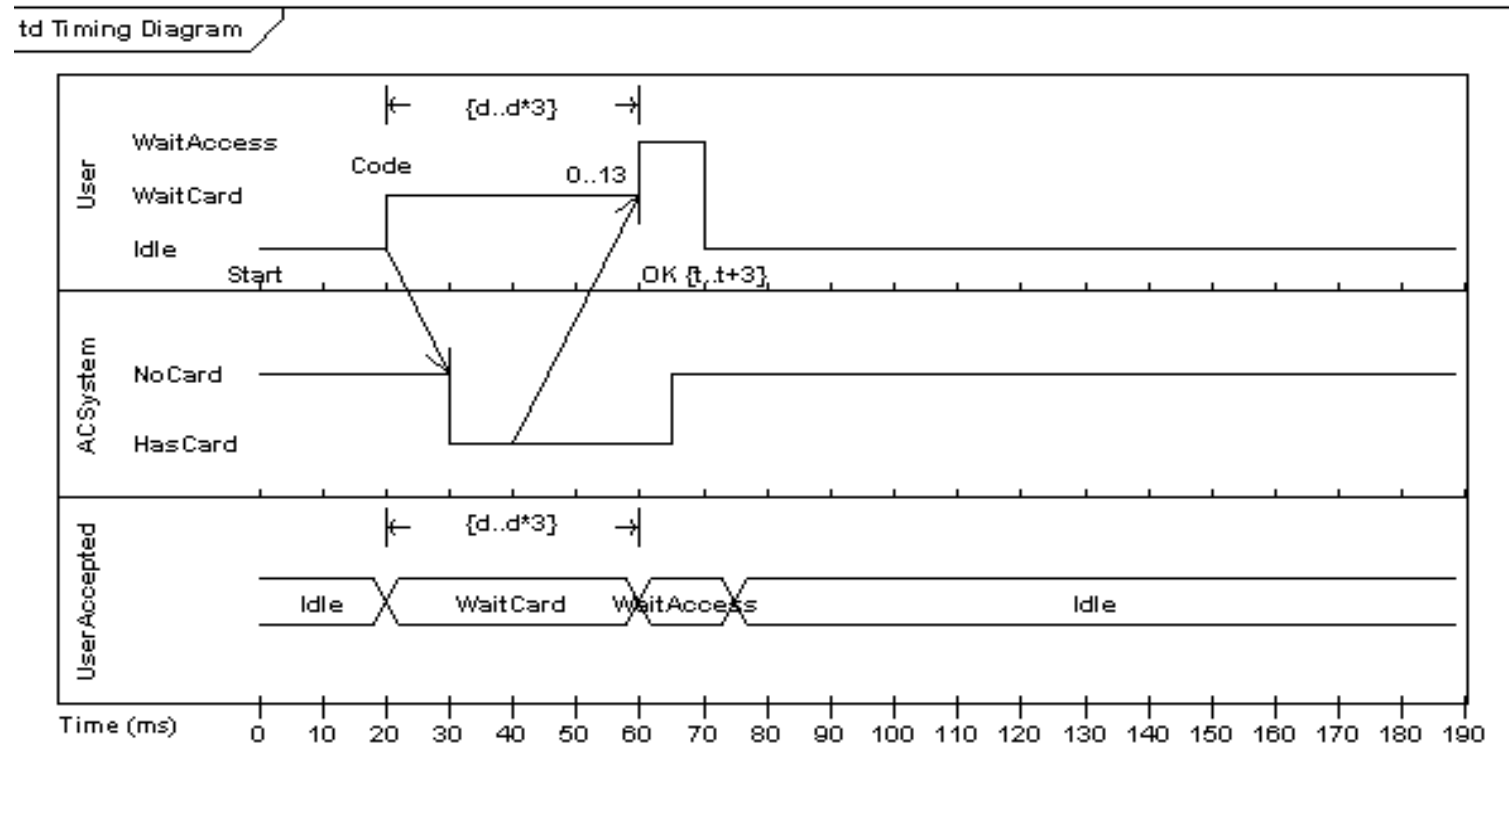 td Timing Diagram
{d..d*3}
WaitAccess
Code
0..13
User
WaitCard
Idle
Start
OK {t..t+3}
ACSystem
NoCard
HasCard
{d..d*3}
UserAccepted
Idle
WaitCard
WaitAccess
Idle
Time (ms)
0 10 20 30 40 50 60 70 80 90 100 110 120 130 140 150 160 170 180 190